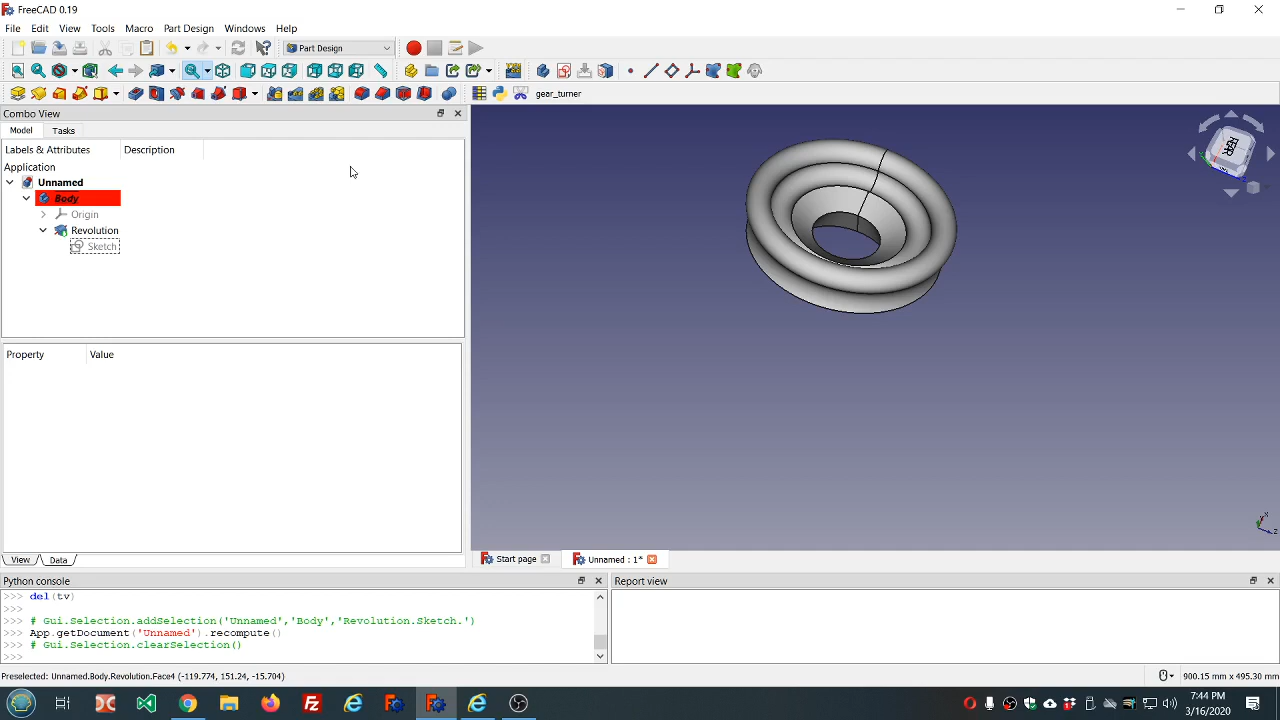 FreeCAD 0.19
File Edit View Tools Macro Part Design Windows Help
Part Design
gear_turner
Combo View
Model Tasks
Labels & Attributes Description
Application
Unnamed
Body
Origin
Revolution
Sketch
Property Value
View Data
Start page Unnamed : 1*
Python console
>>> del(tv)
>>>
>>> # Gui.Selection.addSelection('Unnamed','Body','Revolution.Sketch.')
>>> App.getDocument('Unnamed').recompute()
>>> # Gui.Selection.clearSelection()
>>>
Report view
Preselected: Unnamed.Body.Revolution.Face4 (-119.774, 151.24, -15.704)
900.15 mm x 495.30 mm
7:44 PM
3/16/2020